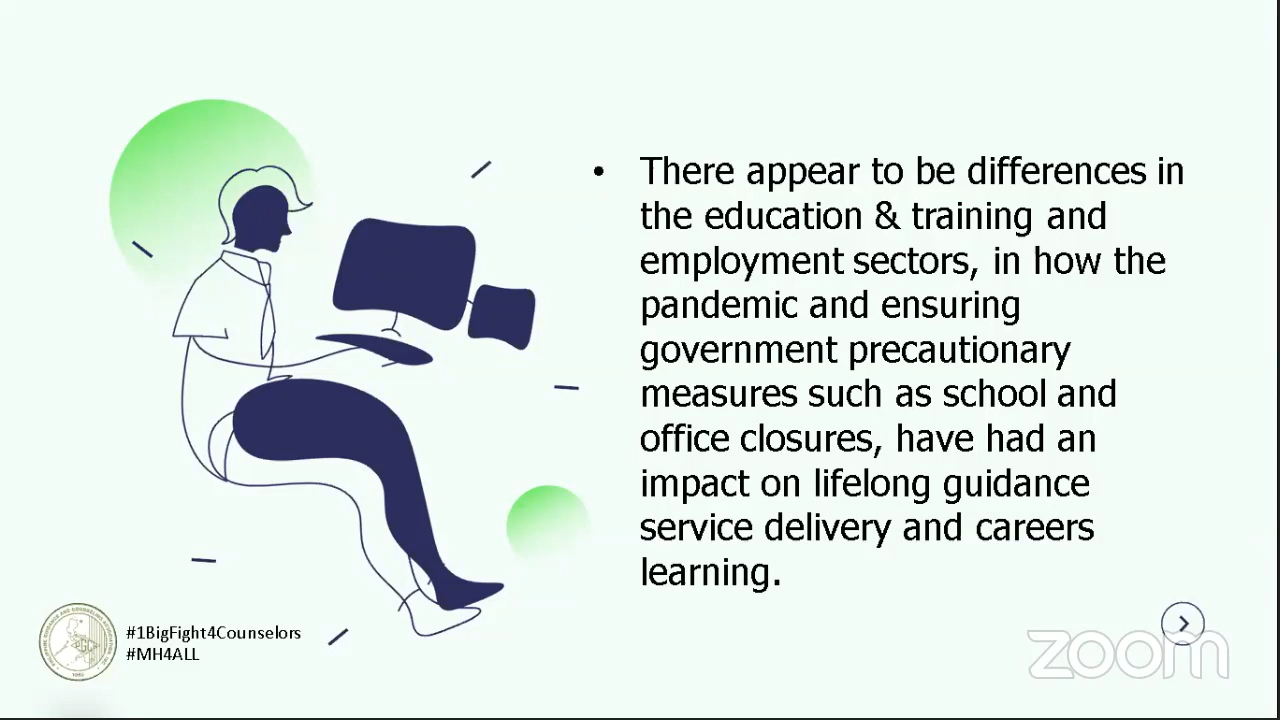 • There appear to be differences in
the education & training and
employment sectors, in how the
pandemic and ensuring
government precautionary
measures such as school and
office closures, have had an
impact on lifelong guidance
service delivery and careers
learning.
#1BigFight4Counselors
#MH4ALL
zoom